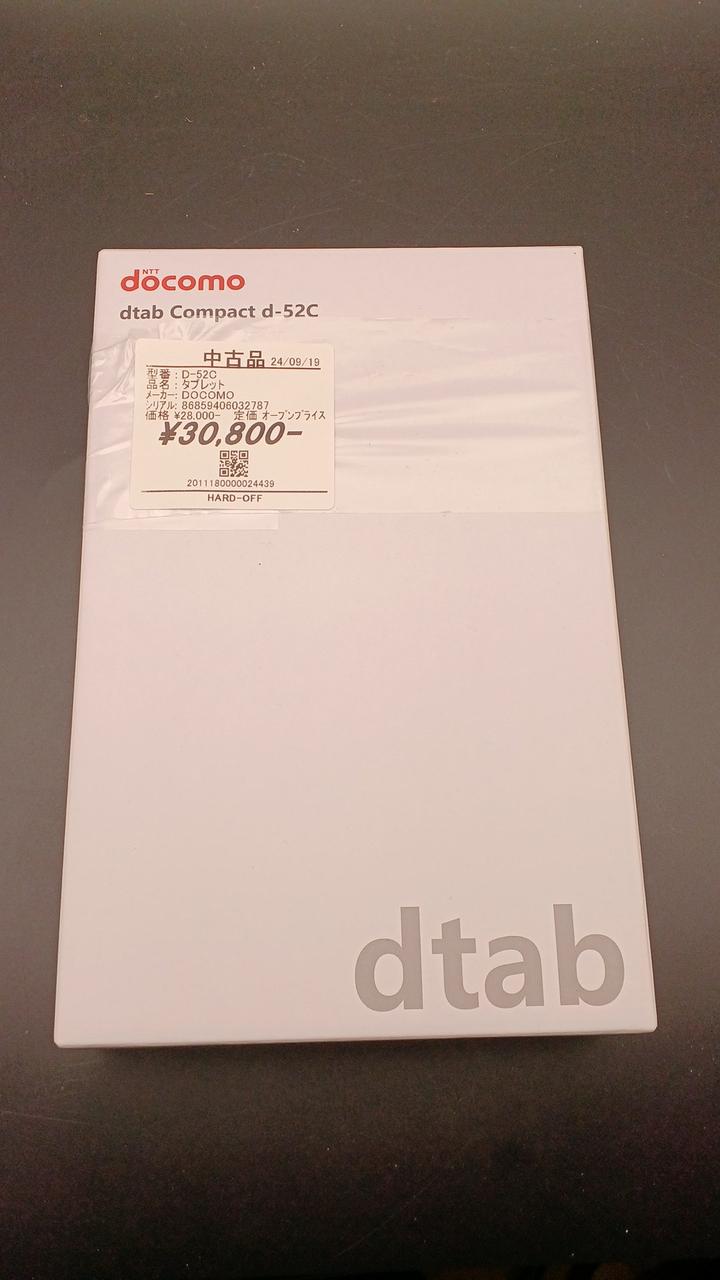 NTT
docomo
dtab Compact d-52C
中古品 24/09/19
型番 : D-52C
品名 : タブレット
メーカー: DOCOMO
シリアル: 86859406032787
価格 ¥28,000- 定価 オープンプライス
¥30,800-
2011180000024439
HARD-OFF
dtab